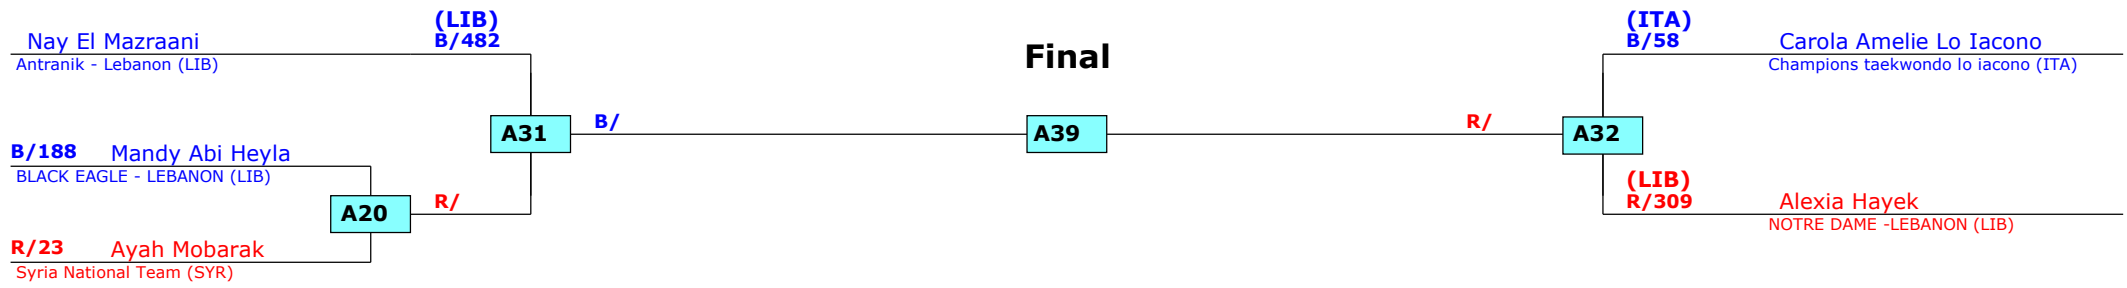 (LIB)
B/482
Nay El Mazraani
Antranik - Lebanon (LIB)
B/188 Mandy Abi Heyla
BLACK EAGLE - LEBANON (LIB)
A20
R/23 Ayah Mobarak
Syria National Team (SYR)
R/
A31
B/
Final
A39
R/
A32
(ITA)
B/58 Carola Amelie Lo Iacono
Champions taekwondo lo iacono (ITA)
(LIB)
R/309 Alexia Hayek
NOTRE DAME -LEBANON (LIB)